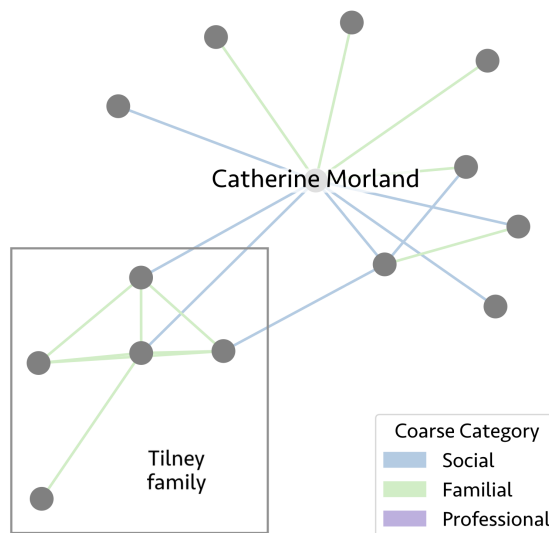 Catherine Morland
Tilney
family
Coarse Category
Social
Familial
Professional